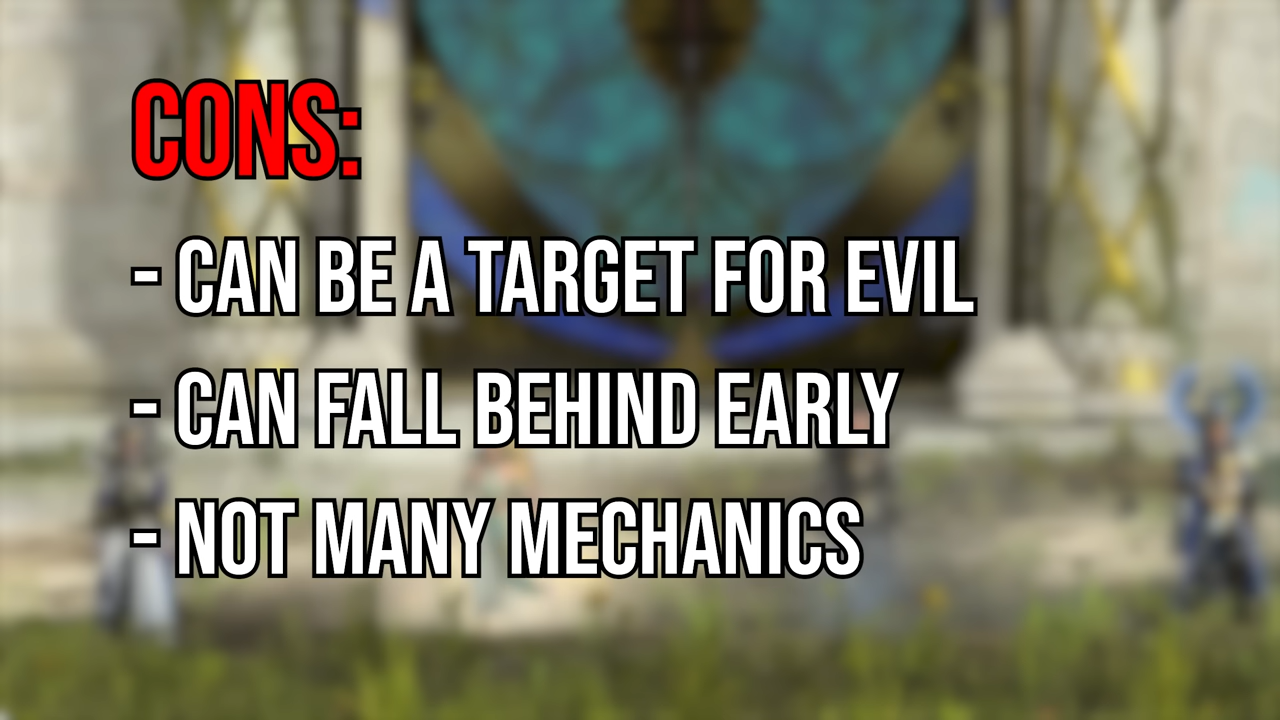 CONS:
- CAN BE A TARGET FOR EVIL
- CAN FALL BEHIND EARLY
- NOT MANY MECHANICS